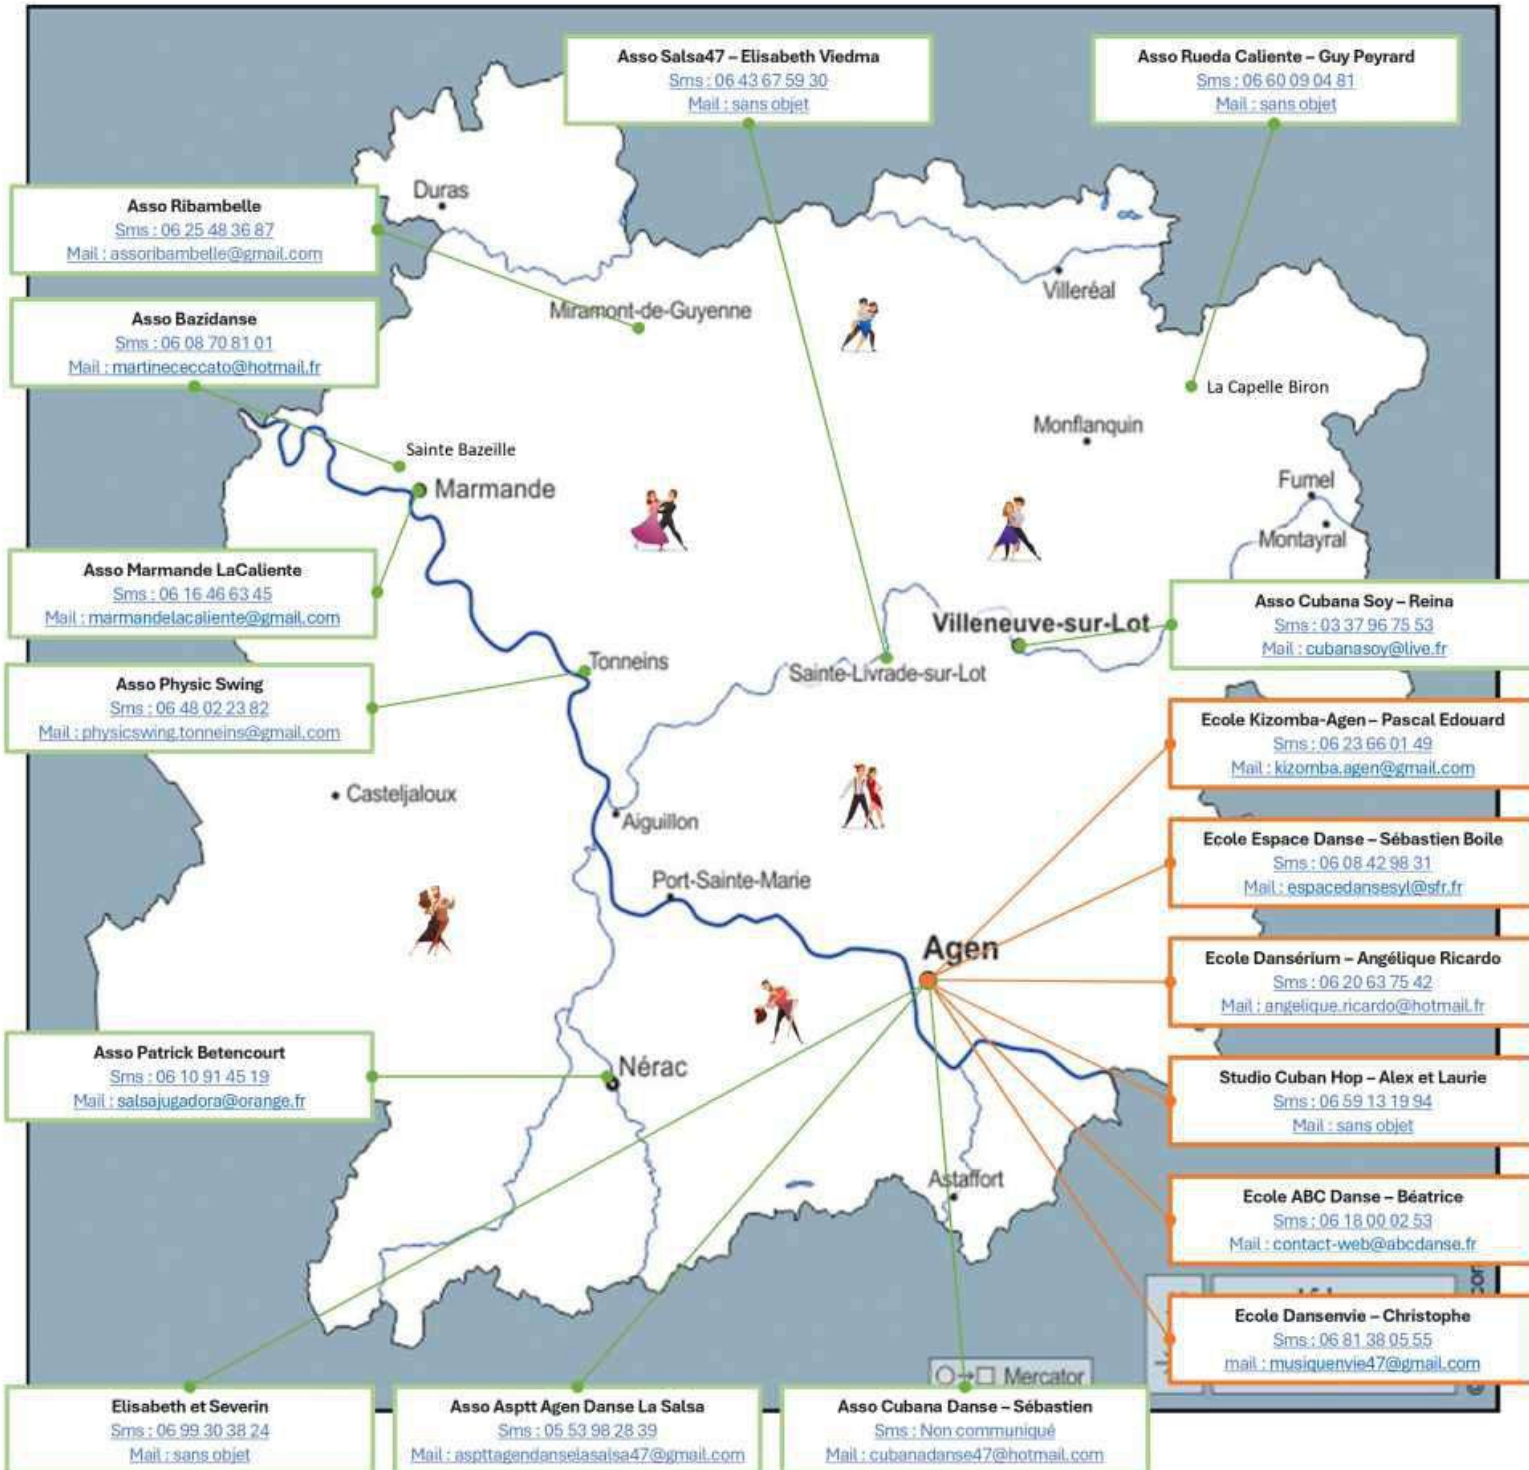 Asso Salsa47 – Elisabeth Viedma
Sms : 06 43 67 59 30
Mail : sans objet
Asso Rueda Caliente – Guy Peyrard
Sms : 06 60 09 04 81
Mail : sans objet
Duras
Asso Ribambelle
Sms : 06 25 48 36 87
Mail : assoribambelle@gmail.com
Villeréal
Miramont-de-Guyenne
Asso Bazidanse
Sms : 06 08 70 81 01
Mail : martinececcato@hotmail.fr
La Capelle Biron
Monflanquin
Sainte Bazeille
Marmande
Fumel
Montayral
Asso Marmande LaCaliente
Sms : 06 16 46 63 45
Mail : marmandelacaliente@gmail.com
Asso Cubana Soy – Reina
Sms : 03 37 96 75 53
Mail : cubanasoy@live.fr
Villeneuve-sur-Lot
Tonneins
Sainte-Livrade-sur-Lot
Asso Physic Swing
Sms : 06 48 02 23 82
Mail : physicswing.tonneins@gmail.com
Ecole Kizomba-Agen – Pascal Edouard
Sms : 06 23 66 01 49
Mail : kizomba.agen@gmail.com
Casteljaloux
Aiguillon
Ecole Espace Danse – Sébastien Boile
Sms : 06 08 42 98 31
Mail : espacedansesyl@sfr.fr
Port-Sainte-Marie
Agen
Ecole Dansérium – Angélique Ricardo
Sms : 06 20 63 75 42
Mail : angelique.ricardo@hotmail.fr
Asso Patrick Betencourt
Sms : 06 10 91 45 19
Mail : salsajugadora@orange.fr
Nérac
Studio Cuban Hop – Alex et Laurie
Sms : 06 59 13 19 94
Mail : sans objet
Astaffort
Ecole ABC Danse – Béatrice
Sms : 06 18 00 02 53
Mail : contact-web@abcdanse.fr
Ecole Dansenvie – Christophe
Sms : 06 81 38 05 55
mail : musiquenvie47@gmail.com
Mercator
Elisabeth et Severin
Sms : 06 99 30 38 24
Mail : sans objet
Asso Asptt Agen Danse La Salsa
Sms : 05 53 98 28 39
Mail : aspttagendanselasalsa47@gmail.com
Asso Cubana Danse – Sébastien
Sms : Non communiqué
Mail : cubanadanse47@hotmail.com